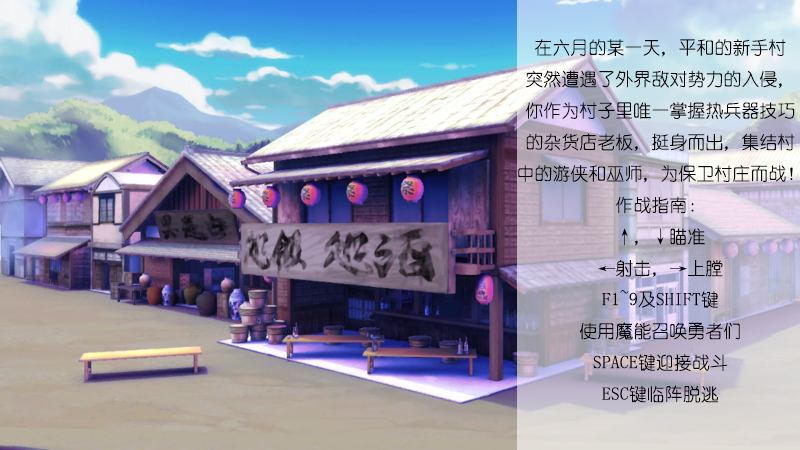 在六月的某一天，平和的新手村
突然遭遇了外界敌对势力的入侵，
你作为村子里唯一掌握热兵器技巧
的杂货店老板，挺身而出，集结村
中的游侠和巫师，为保卫村庄而战！
作战指南：
↑，↓瞄准
←射击，→上膛
F1~9及SHIFT键
使用魔能召唤勇者们
SPACE键迎接战斗
ESC键临阵脱逃